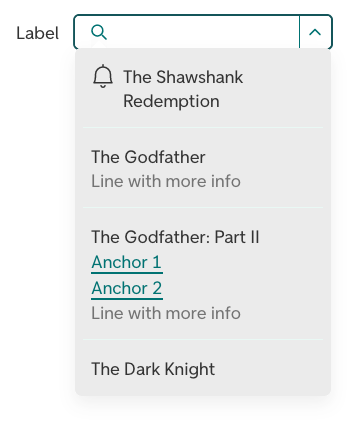 Label
The Shawshank
Redemption
The Godfather
Line with more info
The Godfather: Part II
Anchor 1
Anchor 2
Line with more info
The Dark Knight